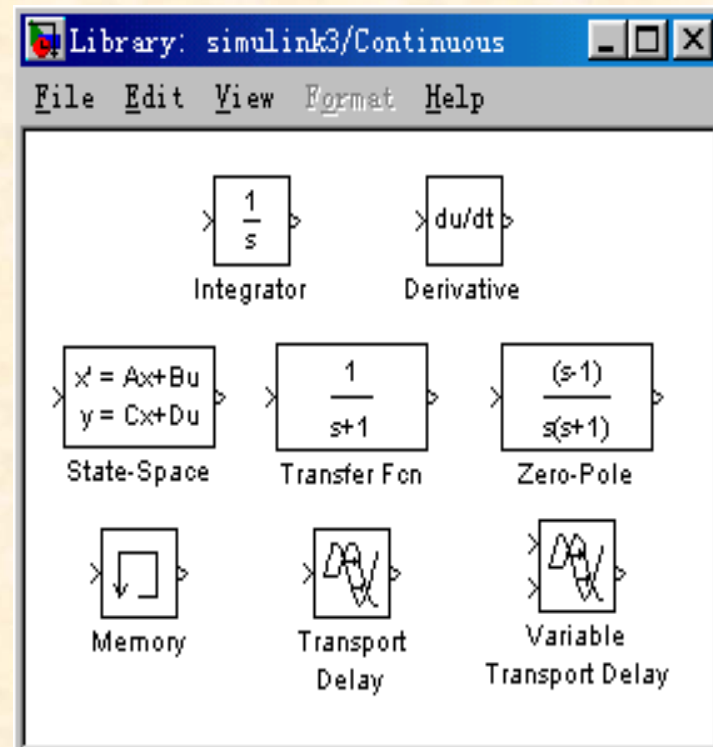 Library: simulink3/Continuous
File Edit View Format Help
1
s
du/dt
Integrator Derivative
x' = Ax+Bu
y = Cx+Du
1
s+1
(s-1)
s(s+1)
State-Space Transfer Fcn Zero-Pole
Memory
Transport
Delay
Variable
Transport Delay